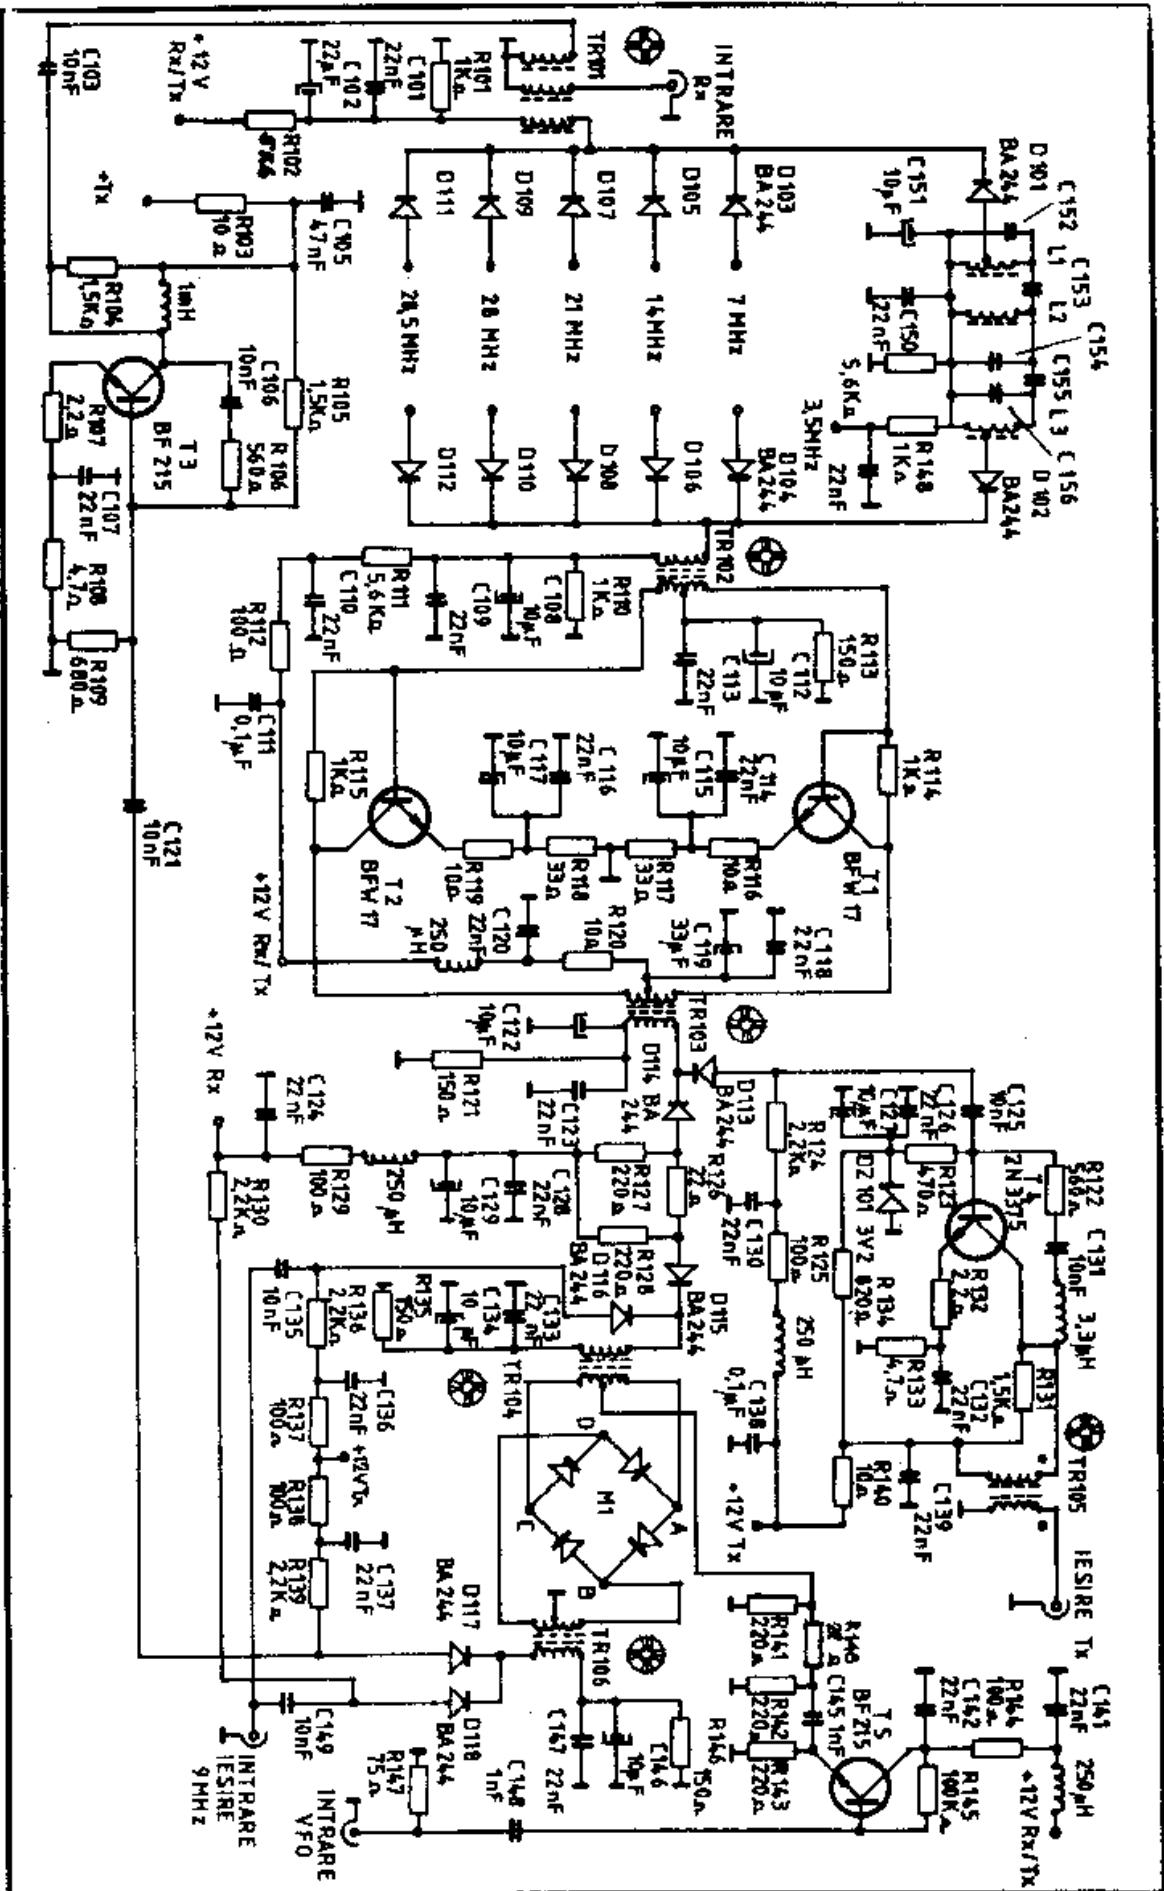 INTRARE
Rx
TR101
R101
1KΩ
C101
22nF
C102
22µF
+12V
Rx/Tx
C103
10nF
R102
+Tx
R103
10Ω
C105
47nF
R104
1,5KΩ
1mH
R105
1,5KΩ
C106
10nF
R106
560Ω
T3
BF 215
R107
2,2Ω
C107
22nF
R108
4,7Ω
R109
680Ω
C121
10nF
D101
BA244
C151
10µF
C152
L1
C153
L2
C154
C155
L3
C156
D102
BA244
C150
22nF
5,6KΩ
R148
1KΩ
3,5MHz
22nF
D103
BA244
D105
D107
D109
D111
7MHz
14MHz
21MHz
28MHz
28,5MHz
D104
BA244
D106
D108
D110
D112
TR102
R110
1KΩ
C108
10µF
C109
22nF
R111
5,6KΩ
C110
22nF
R112
100Ω
C111
0,1µF
R113
150Ω
C112
10µF
C113
22nF
R114
1KΩ
R115
1KΩ
C114
22nF
C115
10µF
C116
22nF
C117
10µF
T1
BFW17
T2
BFW17
R116
10Ω
R117
33Ω
R118
33Ω
R119
10Ω
R120
10Ω
C118
22nF
C119
33µF
C120
22nF
250
µH
+12V Rx/Tx
TR103
C122
10µF
R121
150Ω
C123
22nF
D114
BA
244
D113
BA244
R124
2,2KΩ
C130
22nF
R125
100Ω
250µH
C138
0,1µF
+12V Tx
C125
10nF
C126
22nF
C127
10µF
R122
560Ω
C131
10nF
3,3µH
R123
470Ω
T4
2N3375
DZ101 3V2
R132
2,2Ω
R134
820Ω
R133
4,7Ω
C132
22nF
R131
1,5KΩ
TR105
R140
10Ω
C139
22nF
IESIRE Tx
+12V Rx
C124
22nF
R130
2,2KΩ
R129
100Ω
250µH
C129
10µF
C128
22nF
R127
220Ω
R126
22Ω
R128
220Ω
D116
BA244
D115
BA244
C133
22nF
C134
10µF
R135
150Ω
TR104
C135
10nF
R136
2,2KΩ
C136
22nF
R137
100Ω
+12VTx
R138
100Ω
C137
22nF
R139
2,2KΩ
M1
A
B
C
D
TR106
D117
BA244
D118
BA244
C149
10nF
INTRARE
IESIRE
9MHz
R147
75Ω
INTRARE
VFO
C148
1nF
C147
22nF
C146
10µF
R146
150Ω
R141
220Ω
R146
R142
220Ω
R143
220Ω
C145 1nF
T5
BF215
C142
22nF
R144
100Ω
C141
22nF
250µH
R145
100KΩ
+12V Rx/Tx